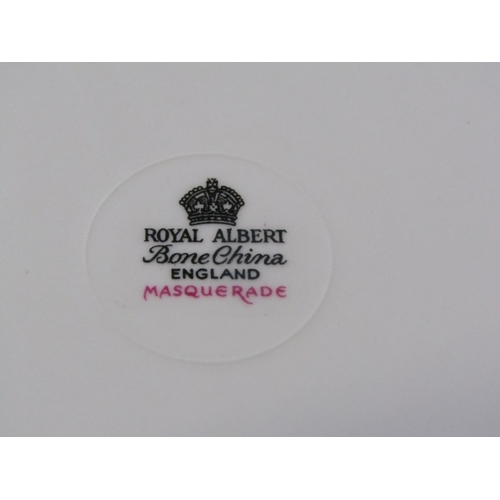 ROYAL ALBERT
Bone China
ENGLAND
MASQUERADE